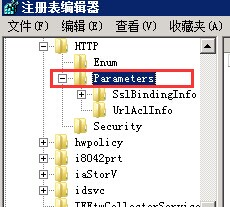 注册表编辑器
文件(F) 编辑(E) 查看(V) 收藏夹(A)
HTTP
Enum
Parameters
SslBindingInfo
UrlAclInfo
Security
hwpolicy
i8042prt
iaStorV
idsvc
IEEtwCollectorService